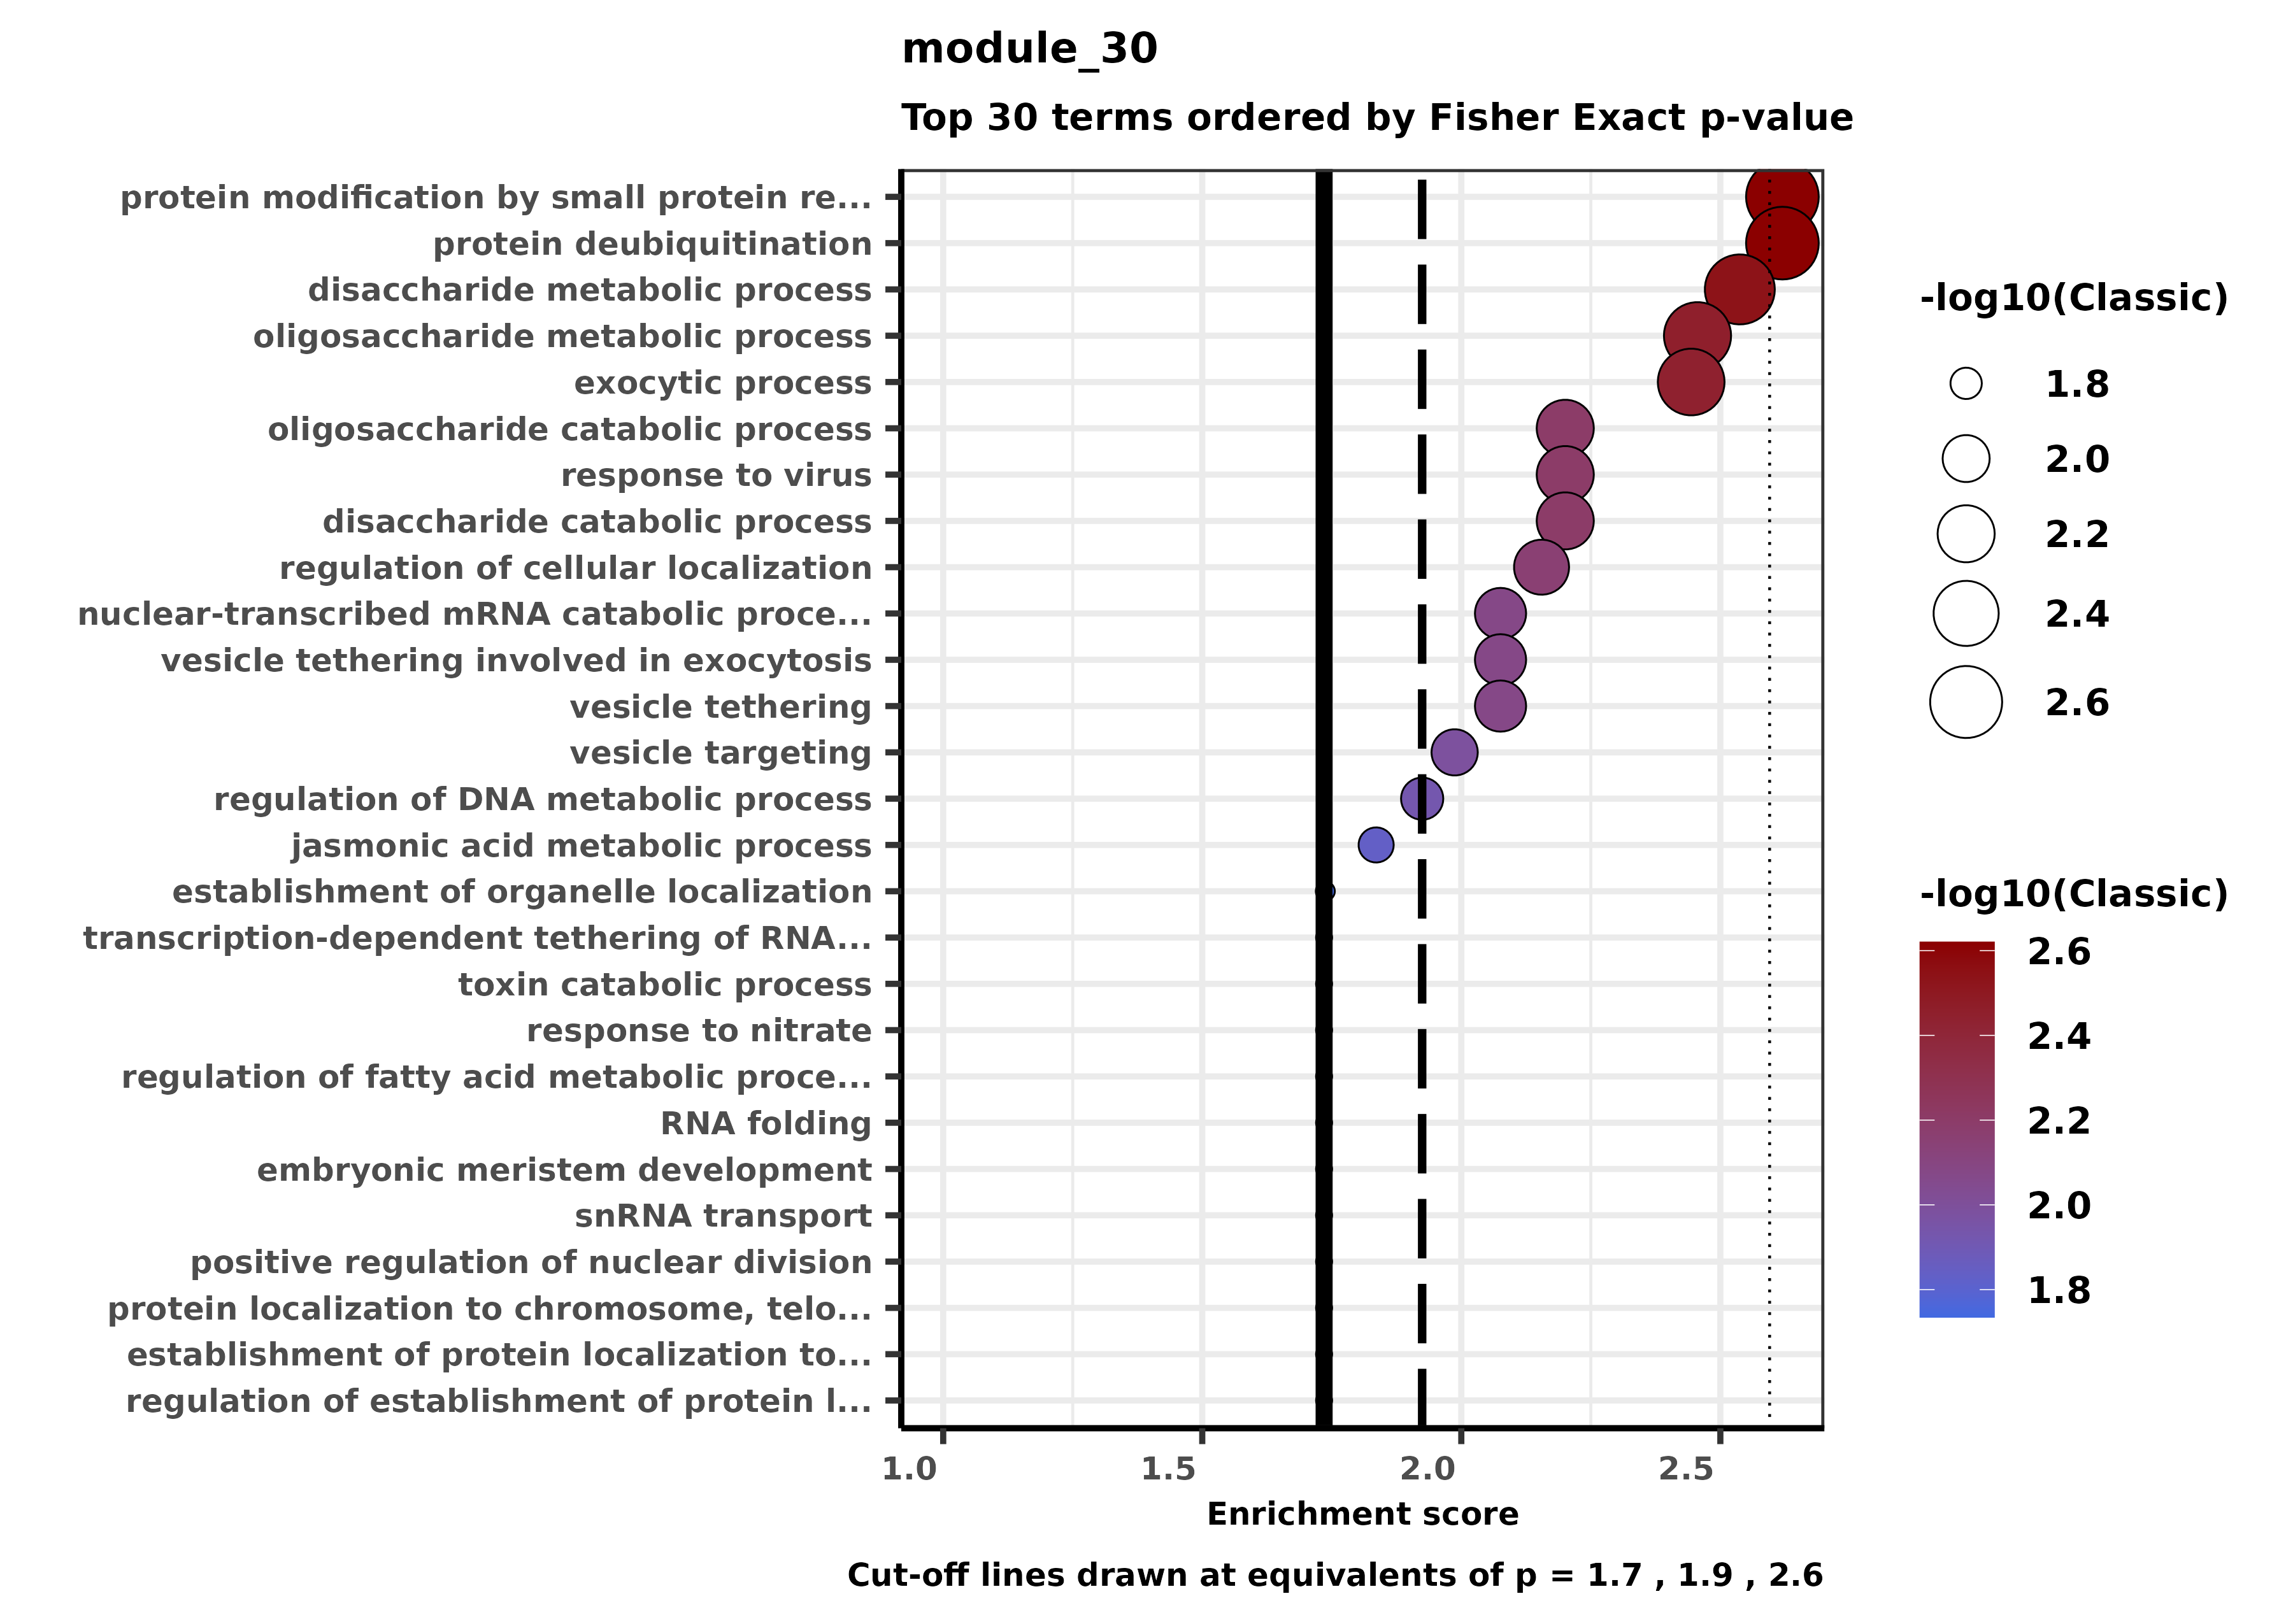 module_30
Top 30 terms ordered by Fisher Exact p-value
protein modification by small protein re...
protein deubiquitination
disaccharide metabolic process
oligosaccharide metabolic process
exocytic process
oligosaccharide catabolic process
response to virus
disaccharide catabolic process
regulation of cellular localization
nuclear-transcribed mRNA catabolic proce...
vesicle tethering involved in exocytosis
vesicle tethering
vesicle targeting
regulation of DNA metabolic process
jasmonic acid metabolic process
establishment of organelle localization
transcription-dependent tethering of RNA...
toxin catabolic process
response to nitrate
regulation of fatty acid metabolic proce...
RNA folding
embryonic meristem development
snRNA transport
positive regulation of nuclear division
protein localization to chromosome, telo...
establishment of protein localization to...
regulation of establishment of protein l...
1.0 1.5 2.0 2.5
Enrichment score
Cut-off lines drawn at equivalents of p = 1.7 , 1.9 , 2.6
-log10(Classic)
1.8
2.0
2.2
2.4
2.6
-log10(Classic)
2.6
2.4
2.2
2.0
1.8